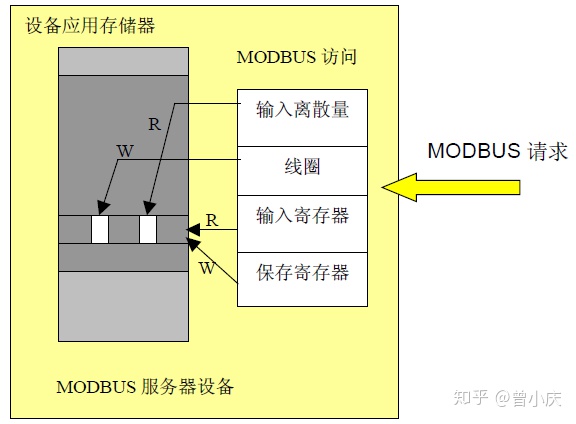 设备应用存储器
MODBUS 访问
输入离散量
R
W
线圈
MODBUS 请求
输入寄存器
R
保存寄存器
W
MODBUS 服务器设备
知乎 @曾小庆